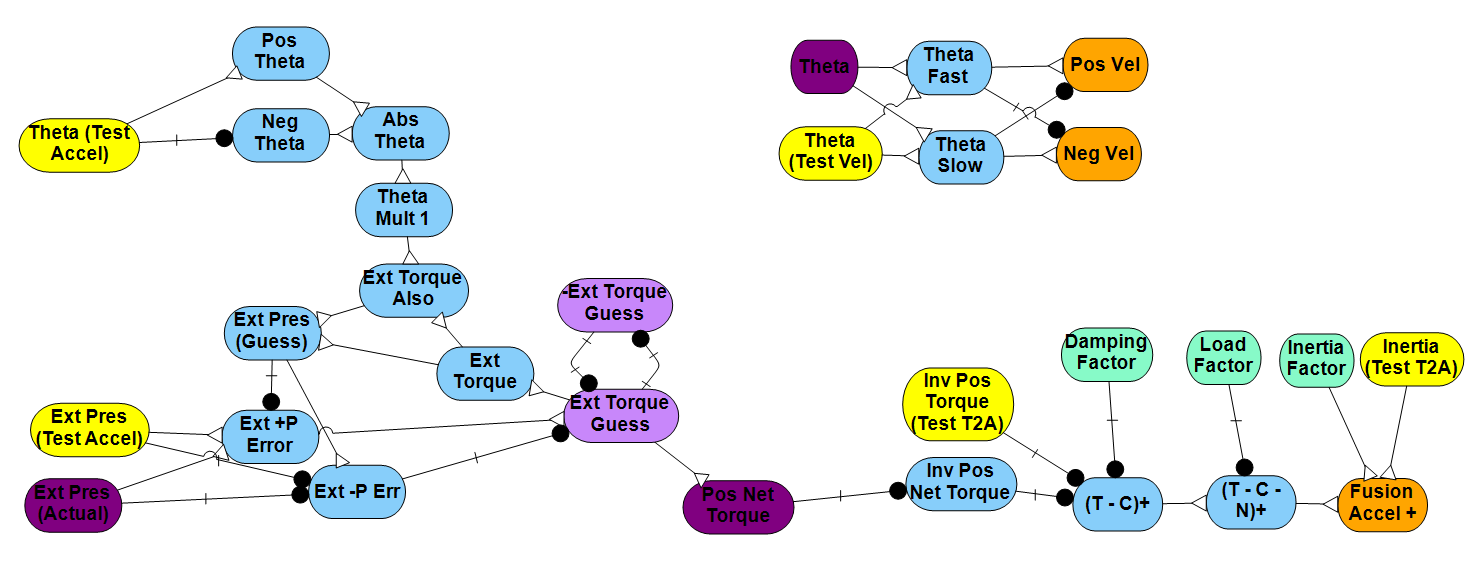 Pos
Theta
Theta (Test
Accel)
Neg
Theta
Abs
Theta
Theta
Mult 1
Ext Torque
Also
Ext Pres
(Guess)
Ext
Torque
-Ext Torque
Guess
Ext Torque
Guess
Ext Pres
(Test Accel)
Ext +P
Error
Ext Pres
(Actual)
Ext -P Err
Pos Net
Torque
Theta
Theta
Fast
Pos Vel
Theta
(Test Vel)
Theta
Slow
Neg Vel
Damping
Factor
Load
Factor
Inertia
Factor
Inertia
(Test T2A)
Inv Pos
Torque
(Test T2A)
Inv Pos
Net Torque
(T - C)+
(T - C -
N)+
Fusion
Accel +